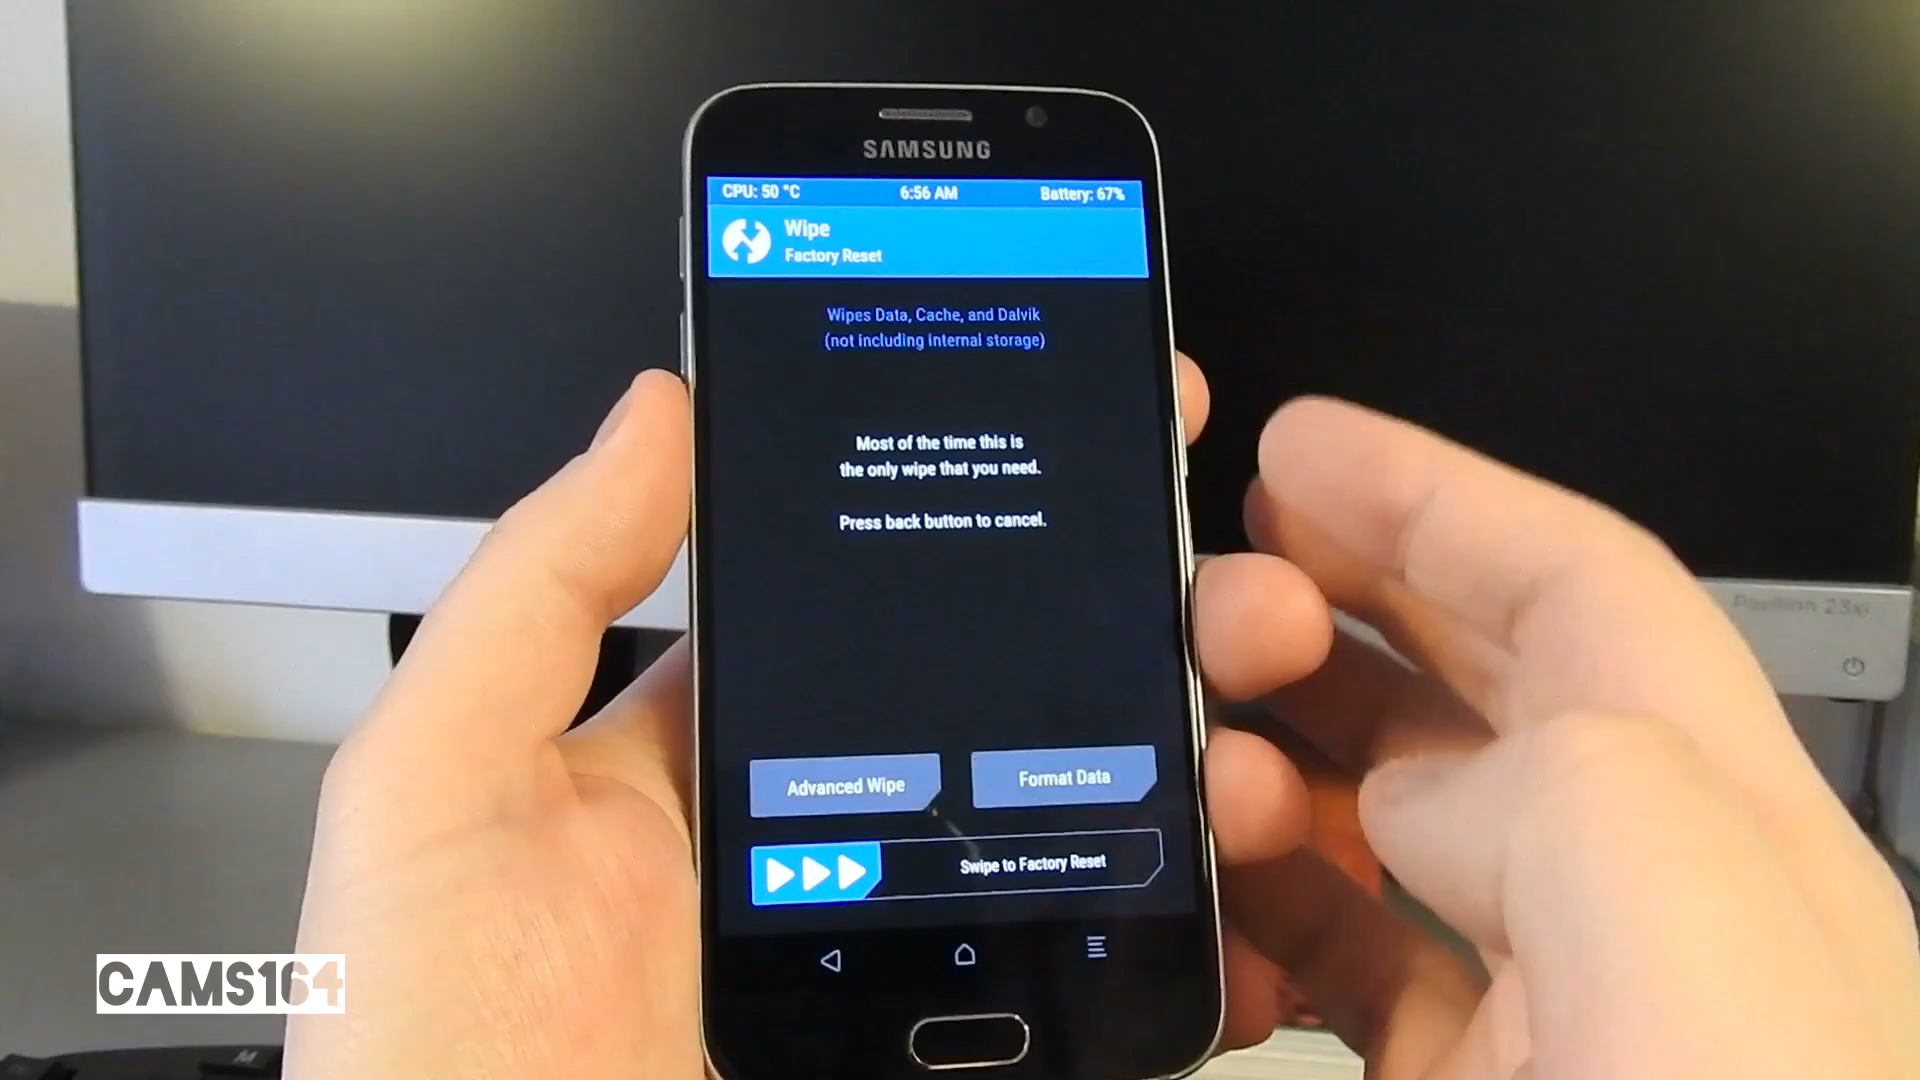 SAMSUNG
CPU: 50 °C 6:56 AM Battery: 67%
Wipe
Factory Reset
Wipes Data, Cache, and Dalvik
(not including internal storage)
Most of the time this is
the only wipe that you need.
Press back button to cancel.
Advanced Wipe Format Data
Swipe to Factory Reset
Pavilion 23xi
CAMS164
M